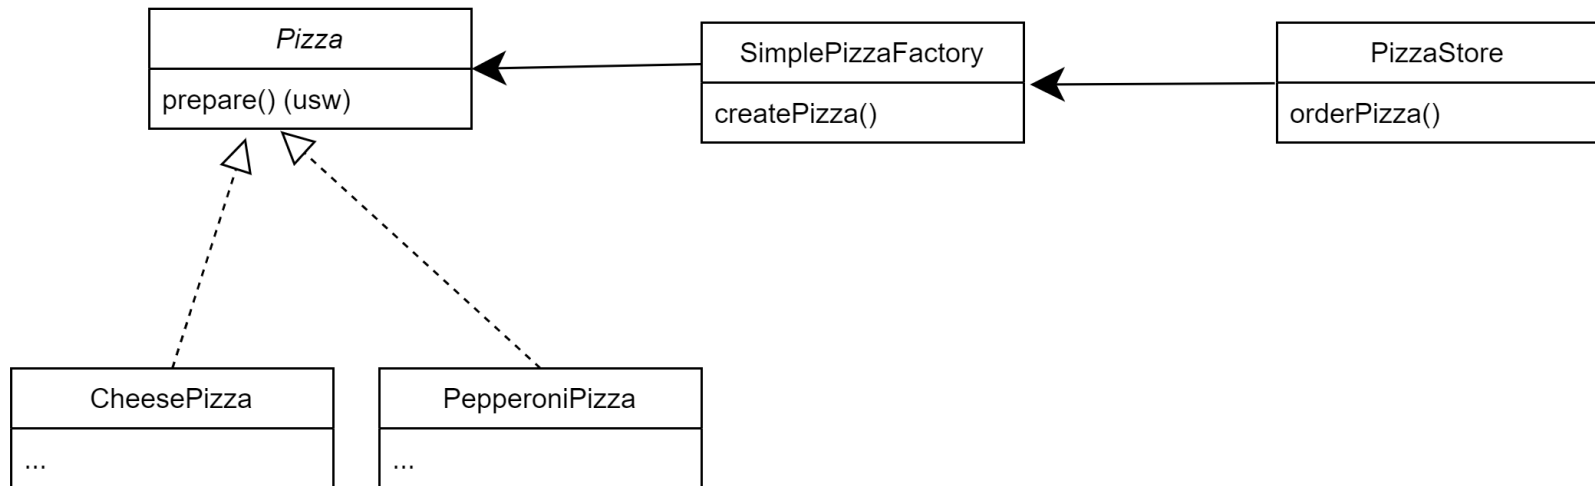 Pizza
prepare() (usw)
SimplePizzaFactory
createPizza()
PizzaStore
orderPizza()
CheesePizza
...
PepperoniPizza
...